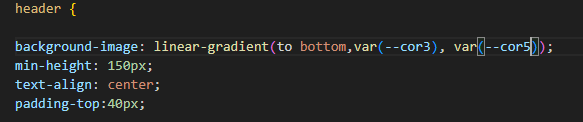 header {
background-image: linear-gradient(to bottom,var(--cor3), var(--cor5));
min-height: 150px;
text-align: center;
padding-top:40px;